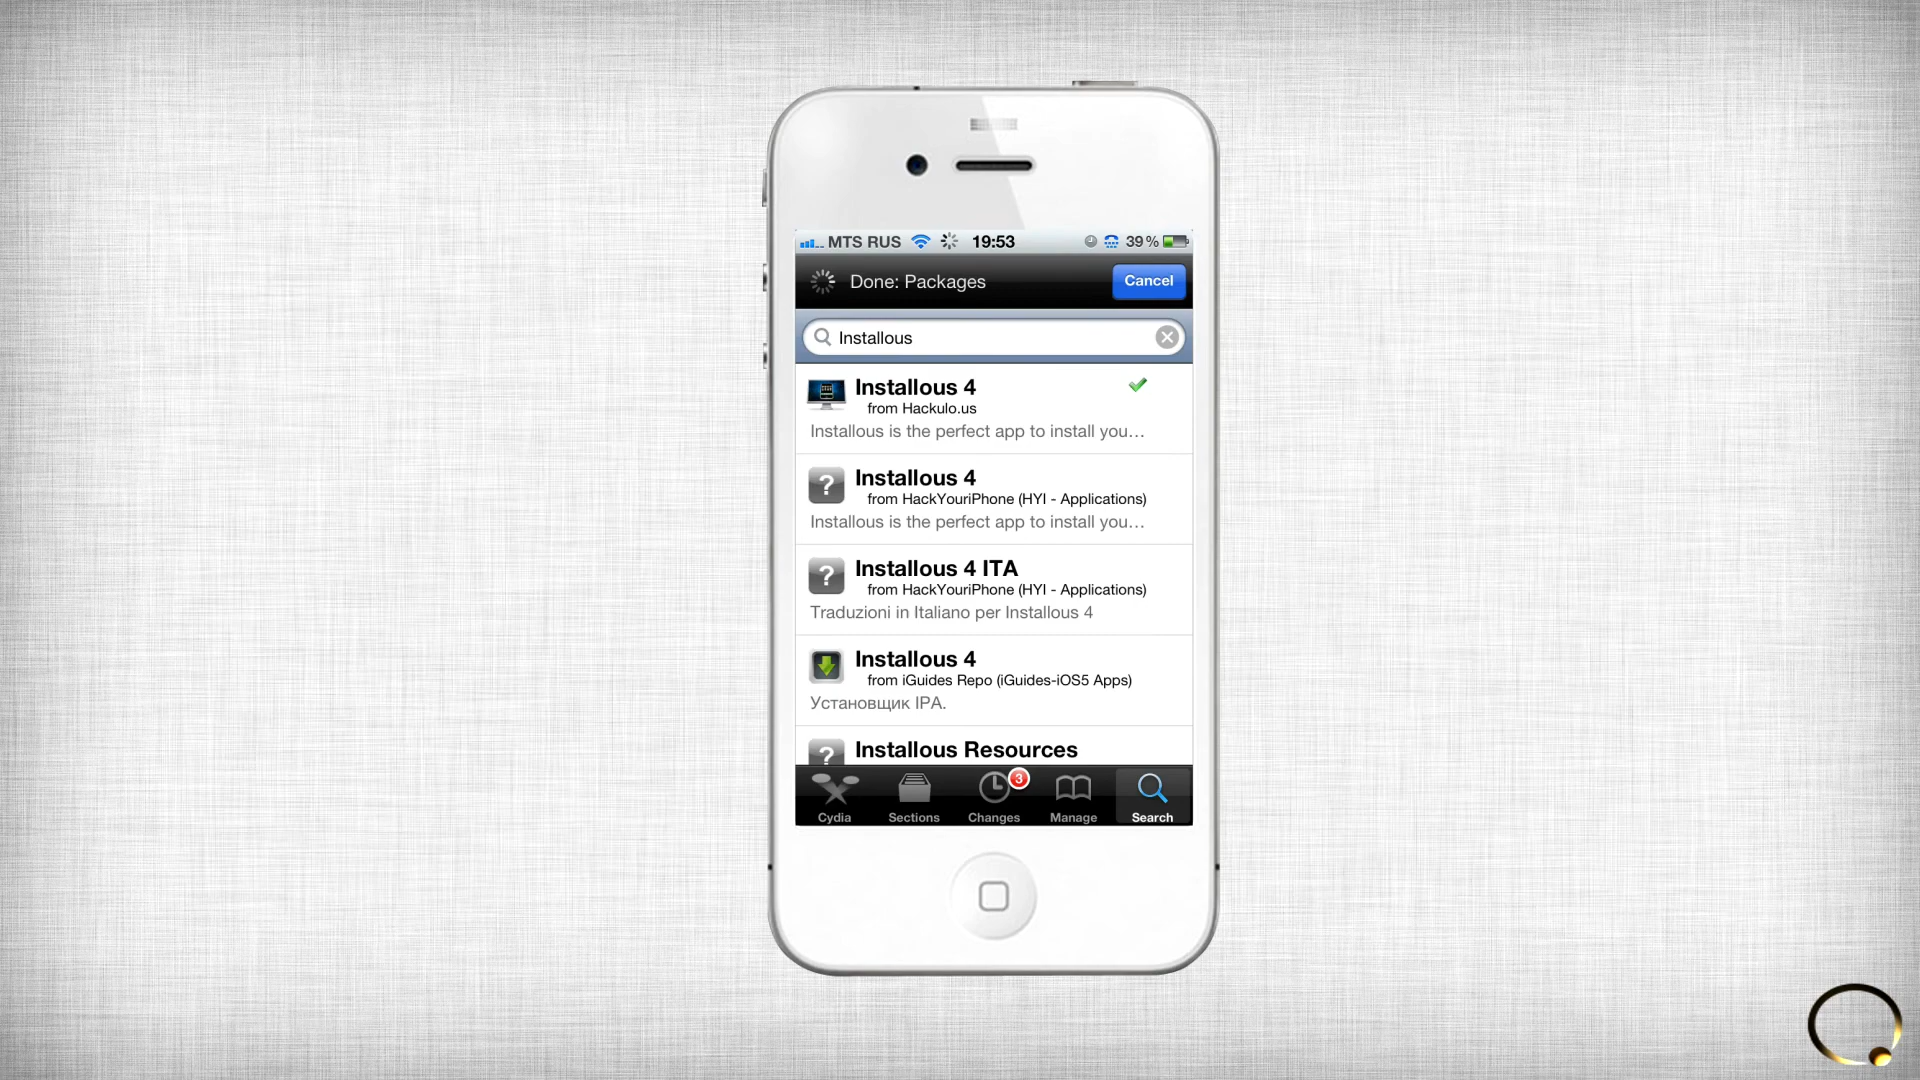 MTS RUS 19:53 39%
Done: Packages Cancel
Installous
Installous 4
from Hackulo.us
Installous is the perfect app to install you…
Installous 4
from HackYouriPhone (HYI - Applications)
Installous is the perfect app to install you…
Installous 4 ITA
from HackYouriPhone (HYI - Applications)
Traduzioni in Italiano per Installous 4
Installous 4
from iGuides Repo (iGuides-iOS5 Apps)
Установщик IPA.
Installous Resources
3
Cydia Sections Changes Manage Search